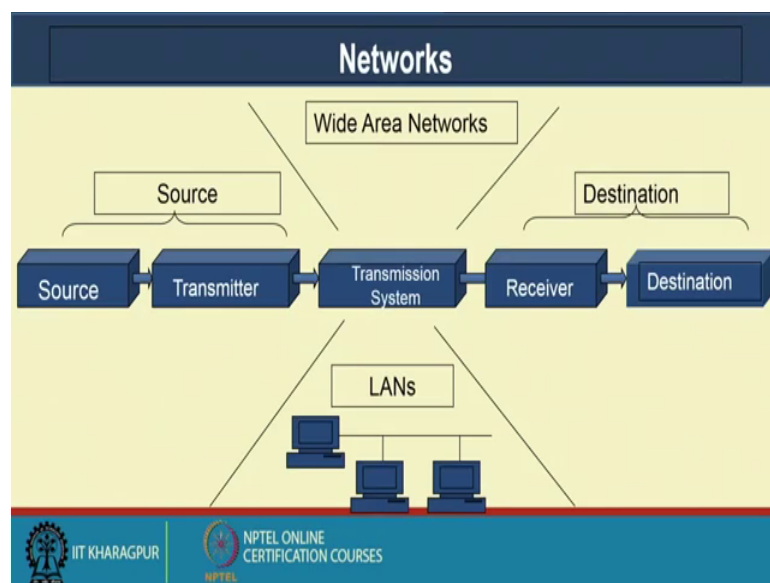 Networks
Wide Area Networks
Source
Destination
Source
Transmitter
Transmission
System
Receiver
Destination
LANs
IIT KHARAGPUR
NPTEL
NPTEL ONLINE
CERTIFICATION COURSES